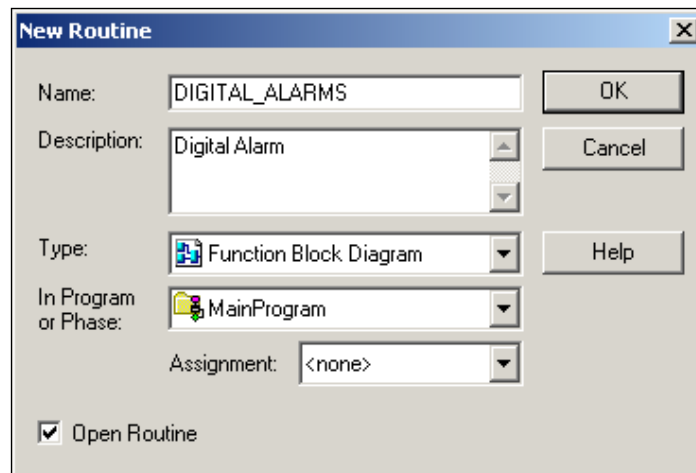 New Routine
Name: DIGITAL_ALARMS OK
Description: Digital Alarm Cancel
Type: Function Block Diagram Help
In Program
or Phase: MainProgram
Assignment: <none>
Open Routine